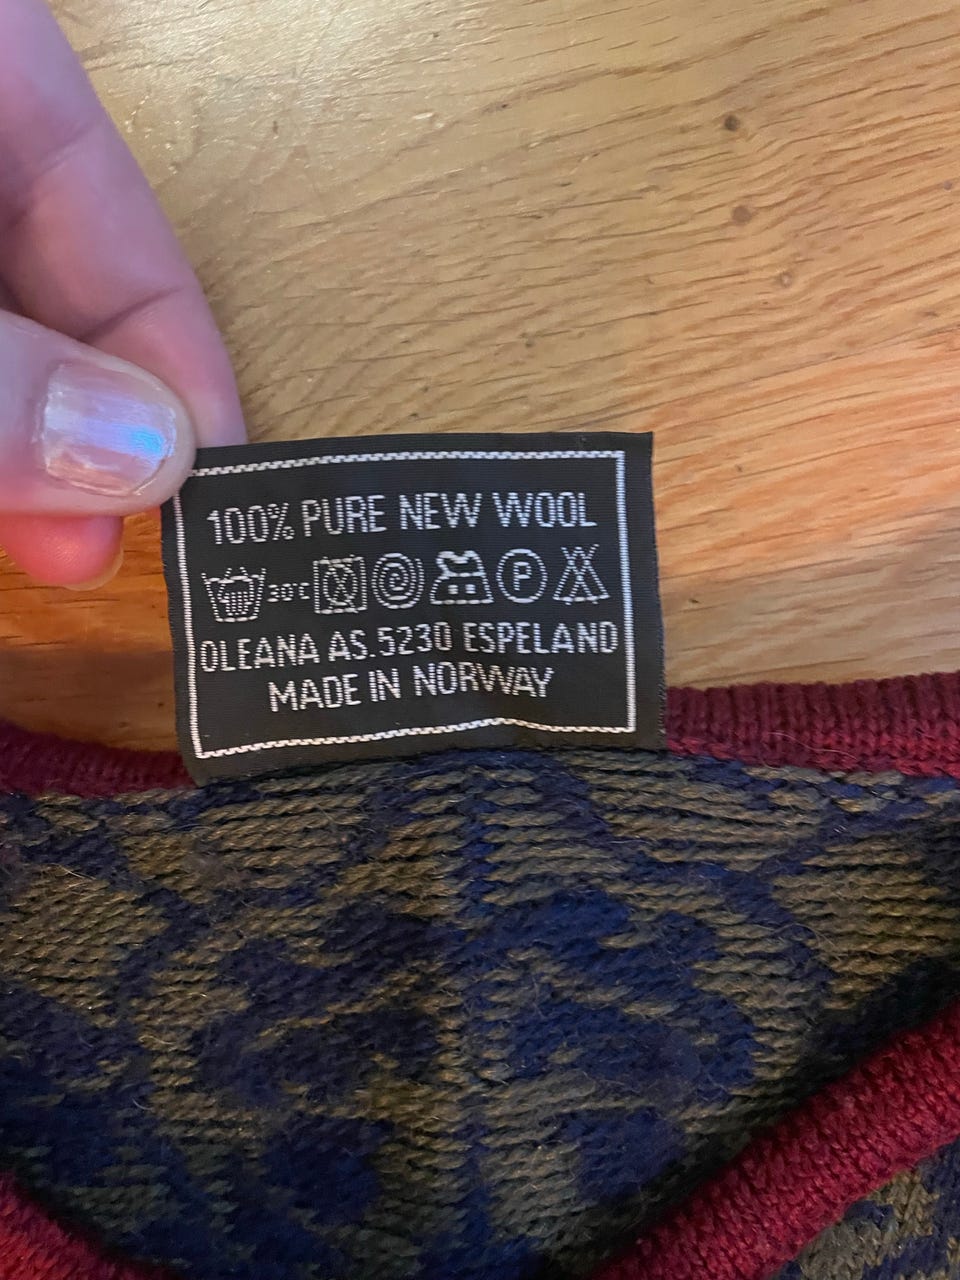 100% PURE NEW WOOL
30°C P
OLEANA AS.5230 ESPELAND
MADE IN NORWAY